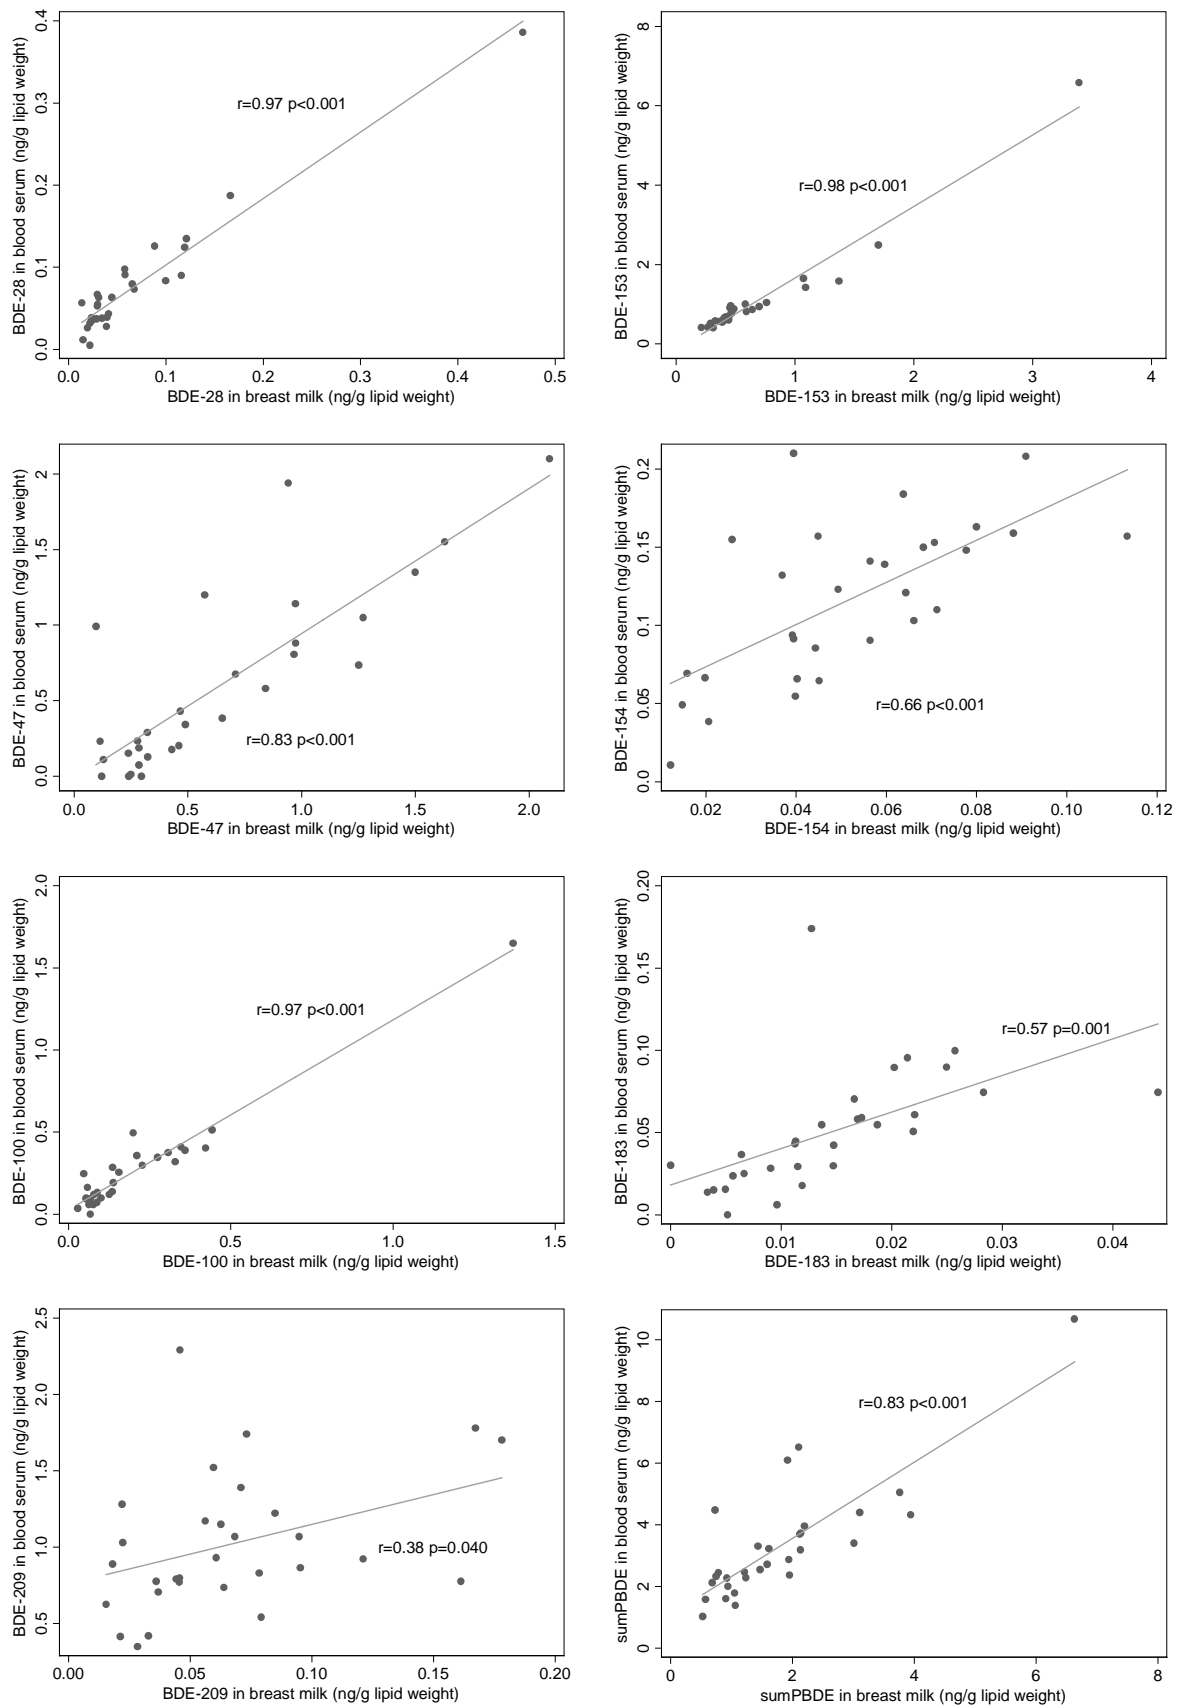 BDE-28 in blood serum (ng/g lipid weight)
0.4
0.3
0.2
0.1
0.0
r=0.97 p<0.001
0.0 0.1 0.2 0.3 0.4 0.5
BDE-28 in breast milk (ng/g lipid weight)
BDE-153 in blood serum (ng/g lipid weight)
8
6
4
2
0
r=0.98 p<0.001
0 1 2 3 4
BDE-153 in breast milk (ng/g lipid weight)
BDE-47 in blood serum (ng/g lipid weight)
2
1.5
1
0.5
0.0
r=0.83 p<0.001
0.0 0.5 1.0 1.5 2.0
BDE-47 in breast milk (ng/g lipid weight)
BDE-154 in blood serum (ng/g lipid weight)
0.2
0.15
0.1
0.05
0.0
r=0.66 p<0.001
0.02 0.04 0.06 0.08 0.10 0.12
BDE-154 in breast milk (ng/g lipid weight)
BDE-100 in blood serum (ng/g lipid weight)
2.0
1.5
1.0
0.5
0.0
r=0.97 p<0.001
0.0 0.5 1.0 1.5
BDE-100 in breast milk (ng/g lipid weight)
BDE-183 in blood serum (ng/g lipid weight)
0.20
0.15
0.10
0.05
0.0
r=0.57 p=0.001
0 0.01 0.02 0.03 0.04
BDE-183 in breast milk (ng/g lipid weight)
BDE-209 in blood serum (ng/g lipid weight)
2.5
2.0
1.5
1.0
0.5
r=0.38 p=0.040
0.00 0.05 0.10 0.15 0.20
BDE-209 in breast milk (ng/g lipid weight)
sumPBDE in blood serum (ng/g lipid weight)
10
8
6
4
2
0
r=0.83 p<0.001
0 2 4 6 8
sumPBDE in breast milk (ng/g lipid weight)